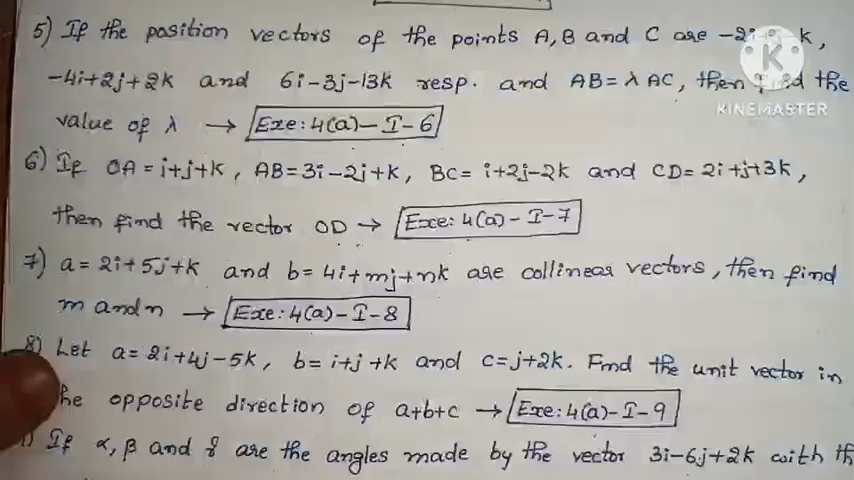 5) If the position vectors of the points A, B and C are -2i k,
-4i+2j+2k and 6i-3j-13k resp. and AB = λ AC, then find the
value of λ → Exe: 4(a)-I-6
6) If OA = i+j+k, AB = 3i-2j+k, BC = i+2j-2k and CD = 2i+j+3k,
then find the vector OD → Exe: 4(a)-I-7
7) a = 2i+5j+k and b = 4i+mj+nk are collinear vectors, then find
m and n → Exe: 4(a)-I-8
8) Let a = 2i+4j-5k, b = i+j+k and c = j+2k. Find the unit vector in
he opposite direction of a+b+c → Exe: 4(a)-I-9
) If α, β and γ are the angles made by the vector 3i-6j+2k with th
K
KINEMASTER